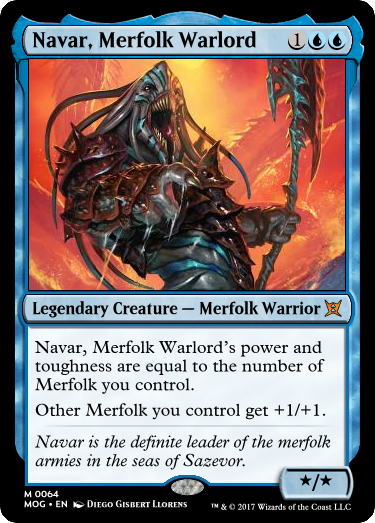 Navar, Merfolk Warlord 1
Legendary Creature — Merfolk Warrior
Navar, Merfolk Warlord's power and
toughness are equal to the number of
Merfolk you control.
Other Merfolk you control get +1/+1.
Navar is the definite leader of the merfolk
armies in the seas of Sazevor.
*/*
M 0064
MOG • EN DIEGO GISBERT LLORENS
™ & © 2017 Wizards of the Coast LLC